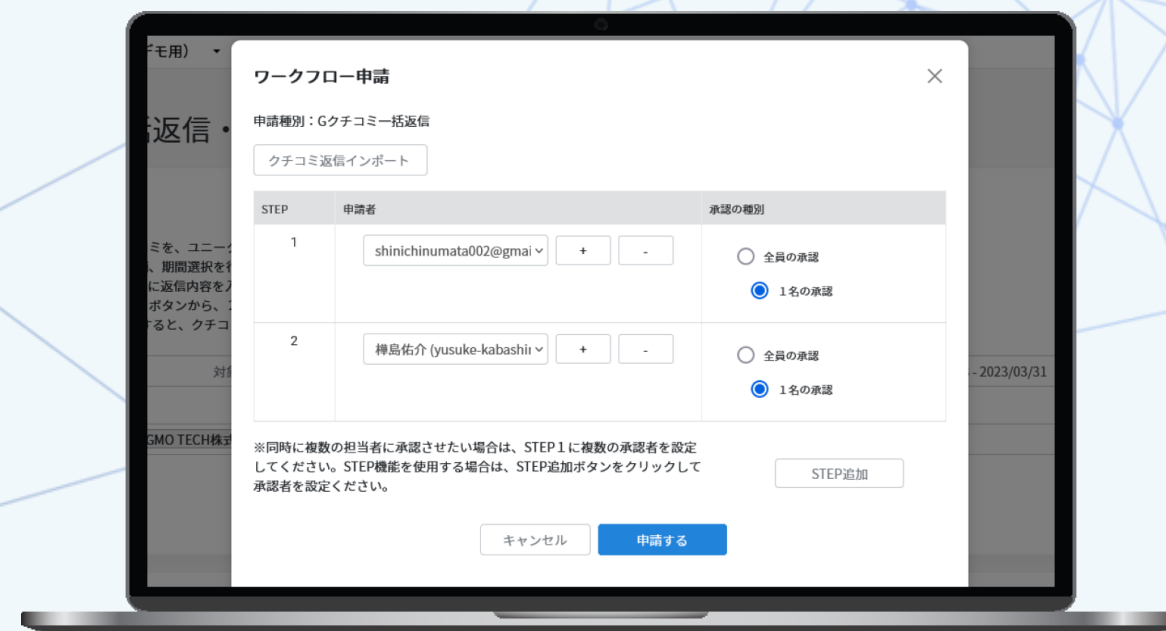 デモ用）
ワークフロー申請
括返信・
申請種別：Gクチコミ一括返信
クチコミ返信インポート
STEP 申請者 承認の種別
1 shinichinumata002@gmai + - 全員の承認
1名の承認
2 樺島佑介 (yusuke-kabashi + - 全員の承認
1名の承認
ミを、ユニーク
、期間選択を行
に返信内容を入
ボタンから、
すると、クチコ
対象
- 2023/03/31
GMO TECH株式
※同時に複数の担当者に承認させたい場合は、STEP１に複数の承認者を設定
してください。STEP機能を使用する場合は、STEP追加ボタンをクリックして
承認者を設定ください。
STEP追加
キャンセル 申請する